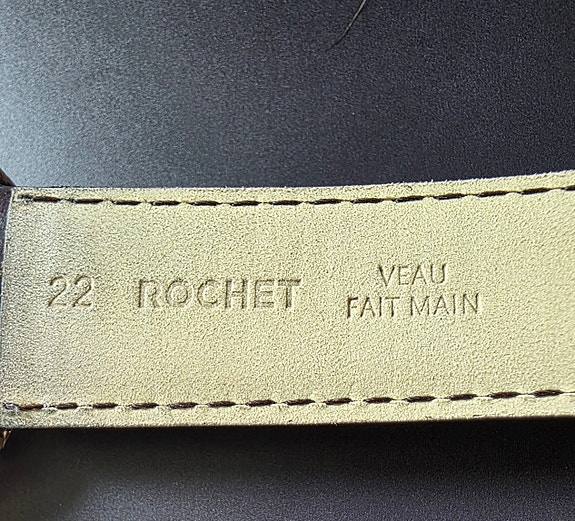 22 ROCHET
VEAU
FAIT MAIN